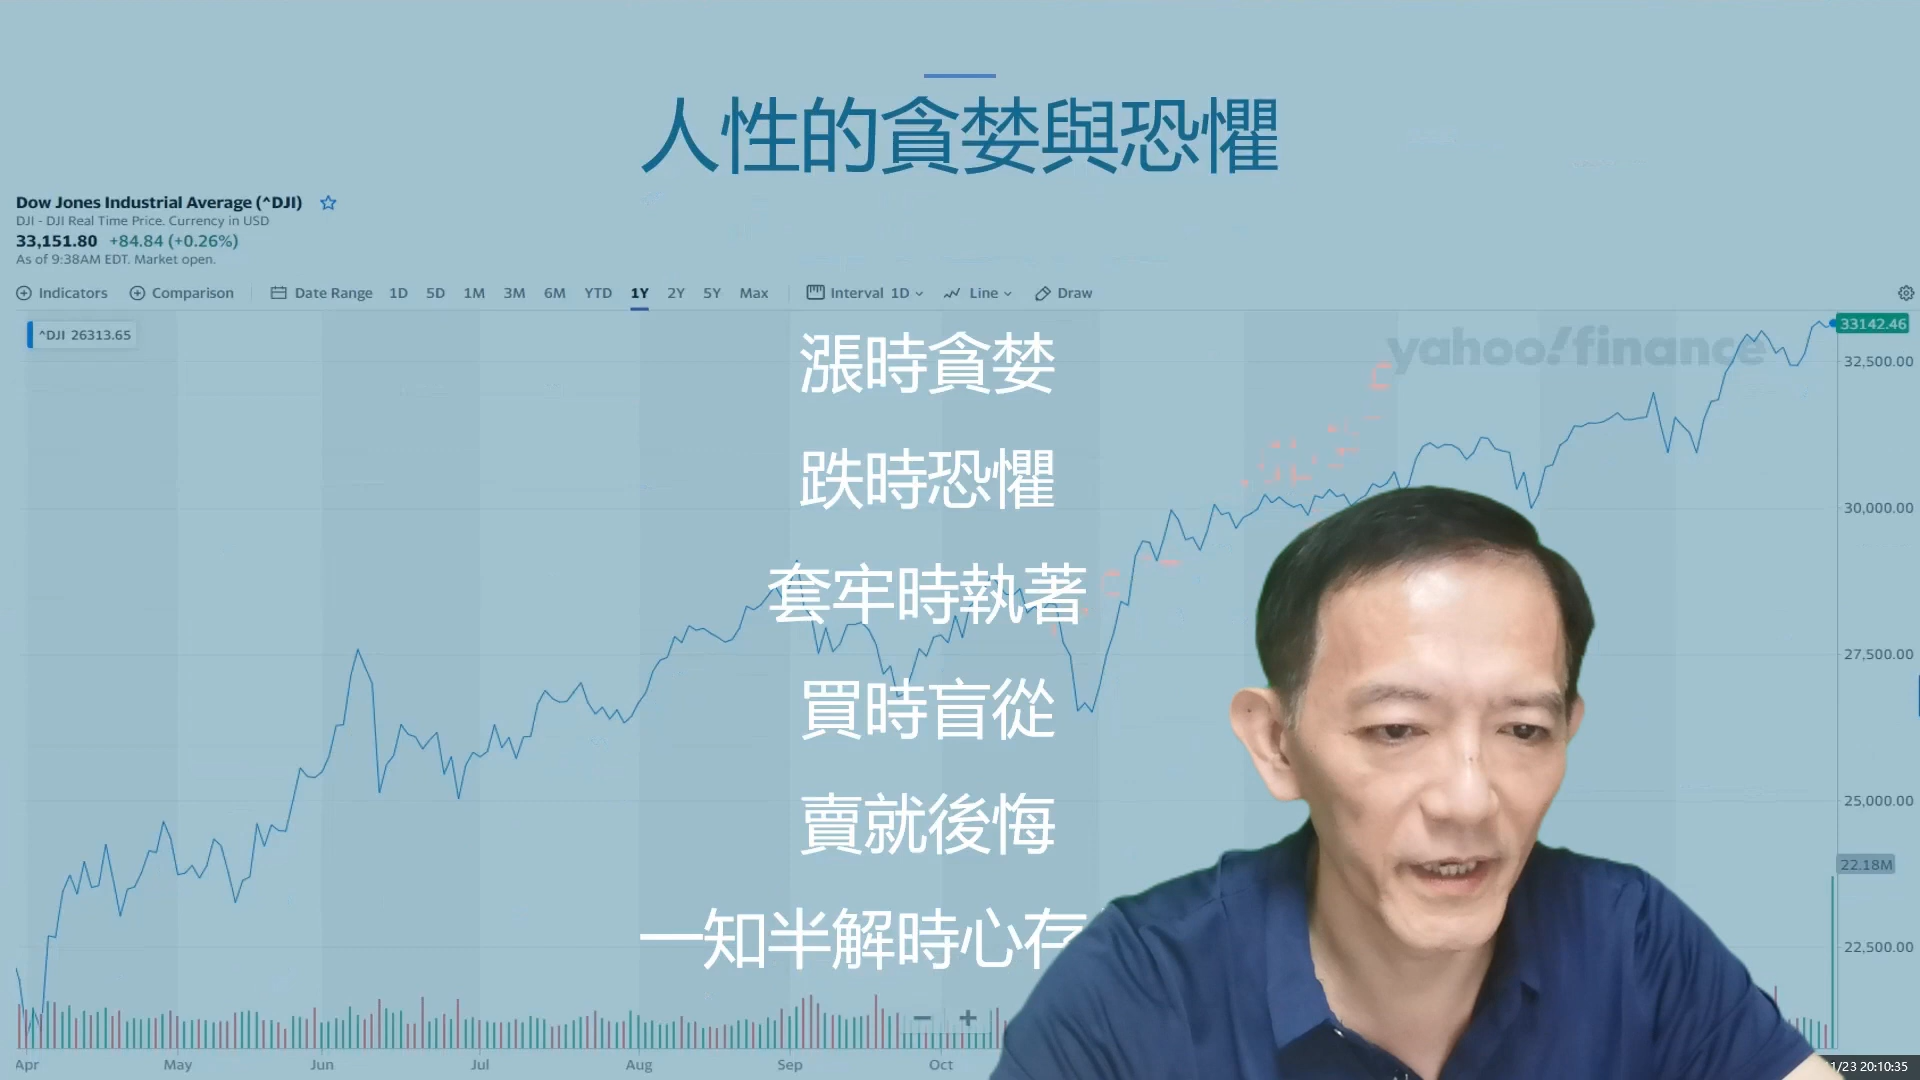 人性的貪婪與恐懼
Dow Jones Industrial Average (^DJI)
DJI - DJI Real Time Price. Currency in USD
33,151.80 +84.84 (+0.26%)
As of 9:38AM EDT. Market open.
Indicators Comparison Date Range 1D 5D 1M 3M 6M YTD 1Y 2Y 5Y Max Interval 1D Line Draw
^DJI 26313.65
yahoo!finance
33142.46
32,500.00
30,000.00
27,500.00
25,000.00
22.18M
22,500.00
漲時貪婪
跌時恐懼
套牢時執著
買時盲從
賣就後悔
一知半解時心存
Apr May Jun Jul Aug Sep Oct
1/23 20:10:35